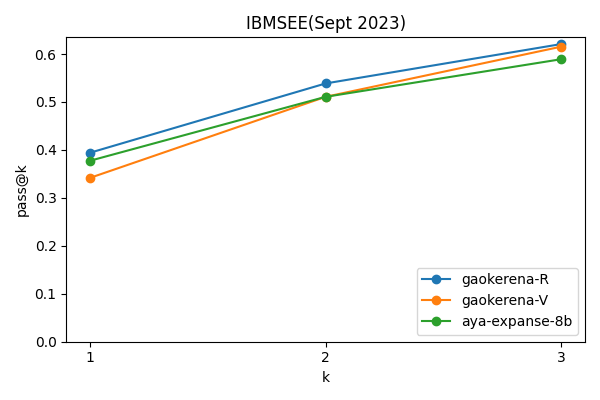 IBMSEE(Sept 2023)
pass@k
0.6
0.5
0.4
0.3
0.2
0.1
0.0
1
2
3
k
gaokerena-R
gaokerena-V
aya-expanse-8b